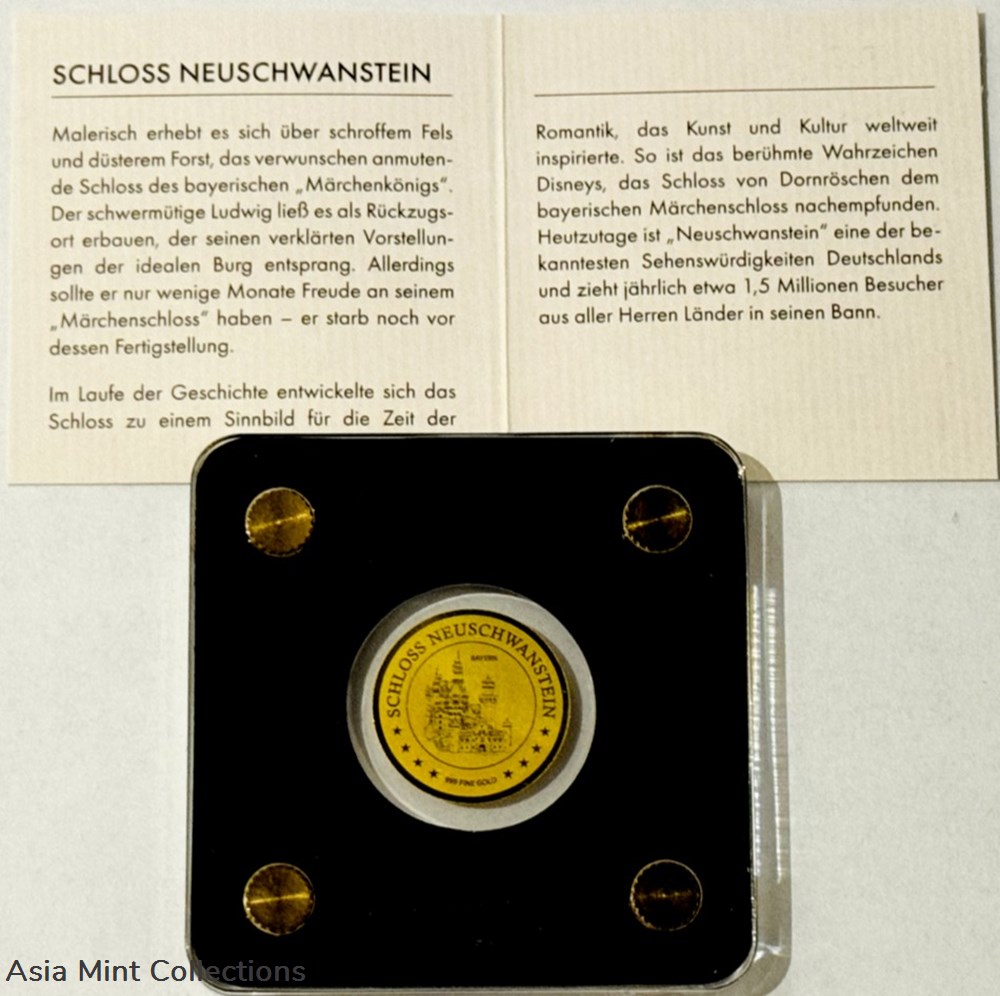 SCHLOSS NEUSCHWANSTEIN
Malerisch erhebt es sich über schroffem Fels
und düsterem Forst, das verwunschen anmuten-
de Schloss des bayerischen „Märchenkönigs“.
Der schwermütige Ludwig ließ es als Rückzugs-
ort erbauen, der seinen verklärten Vorstellun-
gen der idealen Burg entsprang. Allerdings
sollte er nur wenige Monate Freude an seinem
„Märchenschloss“ haben – er starb noch vor
dessen Fertigstellung.
Im Laufe der Geschichte entwickelte sich das
Schloss zu einem Sinnbild für die Zeit der
Romantik, das Kunst und Kultur weltweit
inspirierte. So ist das berühmte Wahrzeichen
Disneys, das Schloss von Dornröschen dem
bayerischen Märchenschloss nachempfunden.
Heutzutage ist „Neuschwanstein“ eine der be-
kanntesten Sehenswürdigkeiten Deutschlands
und zieht jährlich etwa 1,5 Millionen Besucher
aus aller Herren Länder in seinen Bann.
SCHLOSS NEUSCHWANSTEIN
BAYERN
999 FINE GOLD
Asia Mint Collections